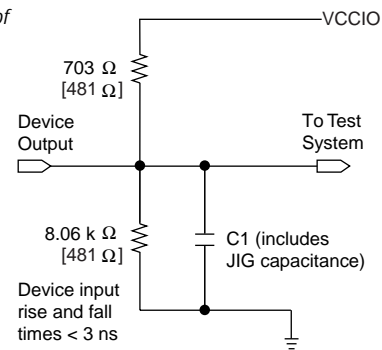 of
VCCIO
703 Ω
[481 Ω]
Device
Output
To Test
System
8.06 k Ω
[481 Ω]
C1 (includes
JIG capacitance)
Device input
rise and fall
times < 3 ns